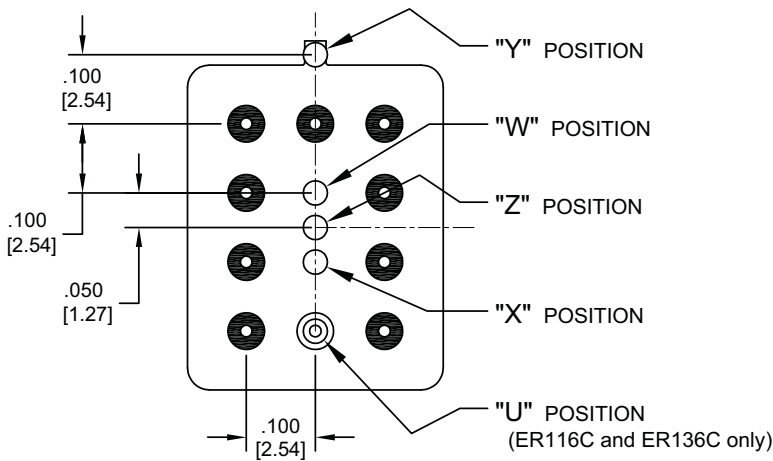 "Y" POSITION
.100
[2.54]
"W" POSITION
"Z" POSITION
.100
[2.54]
.050
[1.27]
"X" POSITION
"U" POSITION
(ER116C and ER136C only)
.100
[2.54]